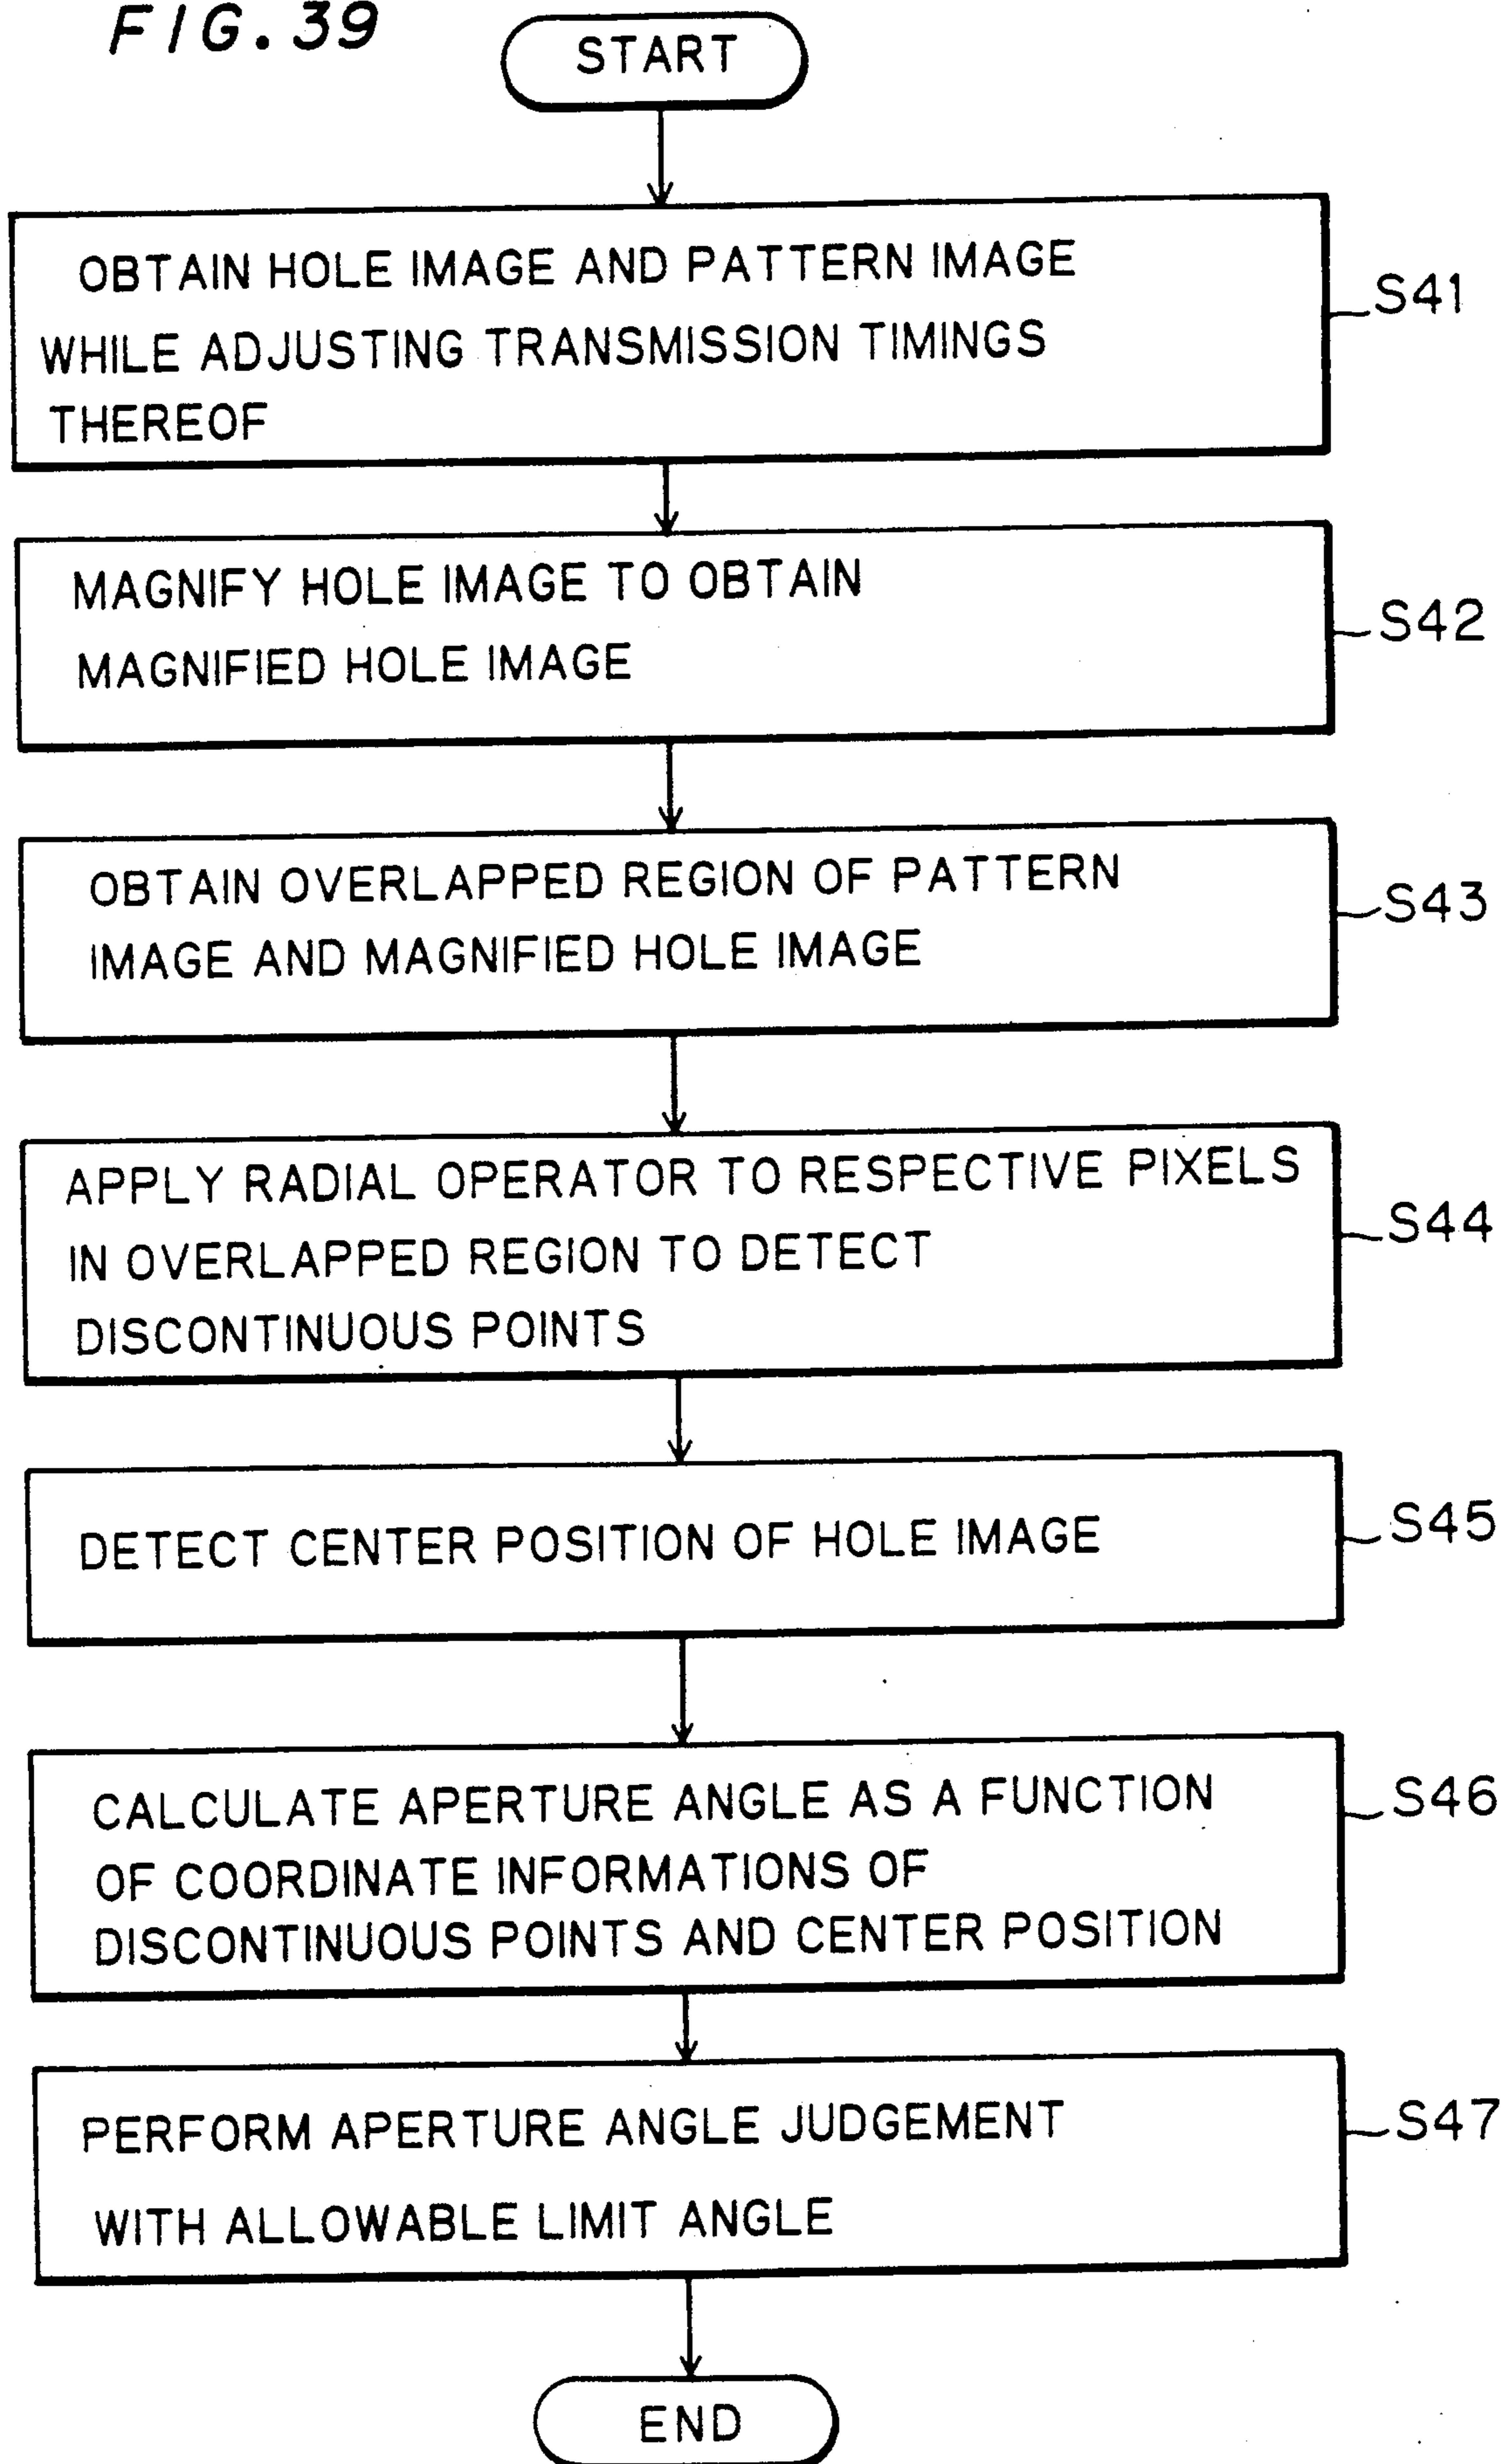 FIG. 39
START
OBTAIN HOLE IMAGE AND PATTERN IMAGE
WHILE ADJUSTING TRANSMISSION TIMINGS
THEREOF
S41
MAGNIFY HOLE IMAGE TO OBTAIN
MAGNIFIED HOLE IMAGE
S42
OBTAIN OVERLAPPED REGION OF PATTERN
IMAGE AND MAGNIFIED HOLE IMAGE
S43
APPLY RADIAL OPERATOR TO RESPECTIVE PIXELS
IN OVERLAPPED REGION TO DETECT
DISCONTINUOUS POINTS
S44
DETECT CENTER POSITION OF HOLE IMAGE
S45
CALCULATE APERTURE ANGLE AS A FUNCTION
OF COORDINATE INFORMATIONS OF
DISCONTINUOUS POINTS AND CENTER POSITION
S46
PERFORM APERTURE ANGLE JUDGEMENT
WITH ALLOWABLE LIMIT ANGLE
S47
END